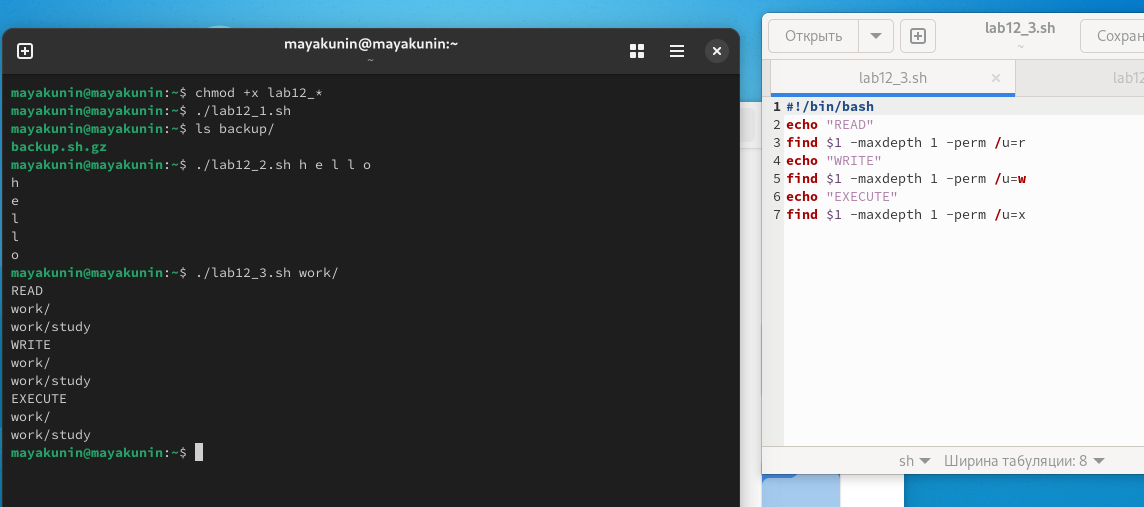 mayakunin@mayakunin:~
~
mayakunin@mayakunin:~$ chmod +x lab12_*
mayakunin@mayakunin:~$ ./lab12_1.sh
mayakunin@mayakunin:~$ ls backup/
backup.sh.gz
mayakunin@mayakunin:~$ ./lab12_2.sh h e l l o
h
e
l
l
o
mayakunin@mayakunin:~$ ./lab12_3.sh work/
READ
work/
work/study
WRITE
work/
work/study
EXECUTE
work/
work/study
mayakunin@mayakunin:~$
Открыть
lab12_3.sh
~
Сохран
lab12_3.sh
lab12
1 #!/bin/bash
2 echo "READ"
3 find $1 -maxdepth 1 -perm /u=r
4 echo "WRITE"
5 find $1 -maxdepth 1 -perm /u=w
6 echo "EXECUTE"
7 find $1 -maxdepth 1 -perm /u=x
sh Ширина табуляции: 8